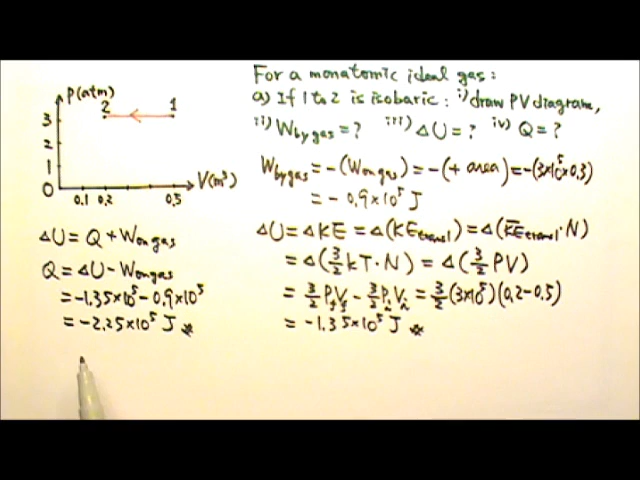 For a monatomic ideal gas:
a) If 1 to 2 is isobaric: i) draw PV diagram,
ii) W by gas = ? iii) ΔU = ? iv) Q = ?
P(atm)
2 1
3
2
1
0
0.1 0.2 0.5 V(m³)
W by gas = -(W on gas) = -(+ area) = -(3×10⁵×0.3)
= -0.9×10⁵ J
ΔU = Q + W on gas
Q = ΔU - W on gas
= -1.35×10⁵ - 0.9×10⁵
= -2.25×10⁵ J
ΔU = ΔKE = Δ(KE transl) = Δ(K̅E̅ transl · N)
= Δ(3/2 kT · N) = Δ(3/2 PV)
= 3/2 P_f V_f - 3/2 P_i V_i = 3/2 (3×10⁵)(0.2-0.5)
= -1.35×10⁵ J